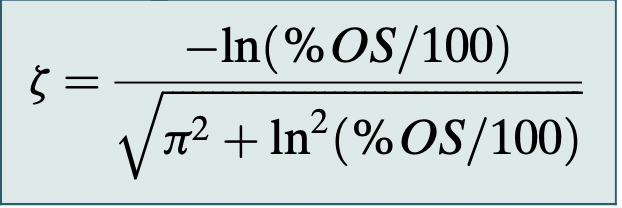 ζ = −ln(%OS/100) / √(π² + ln²(%OS/100))